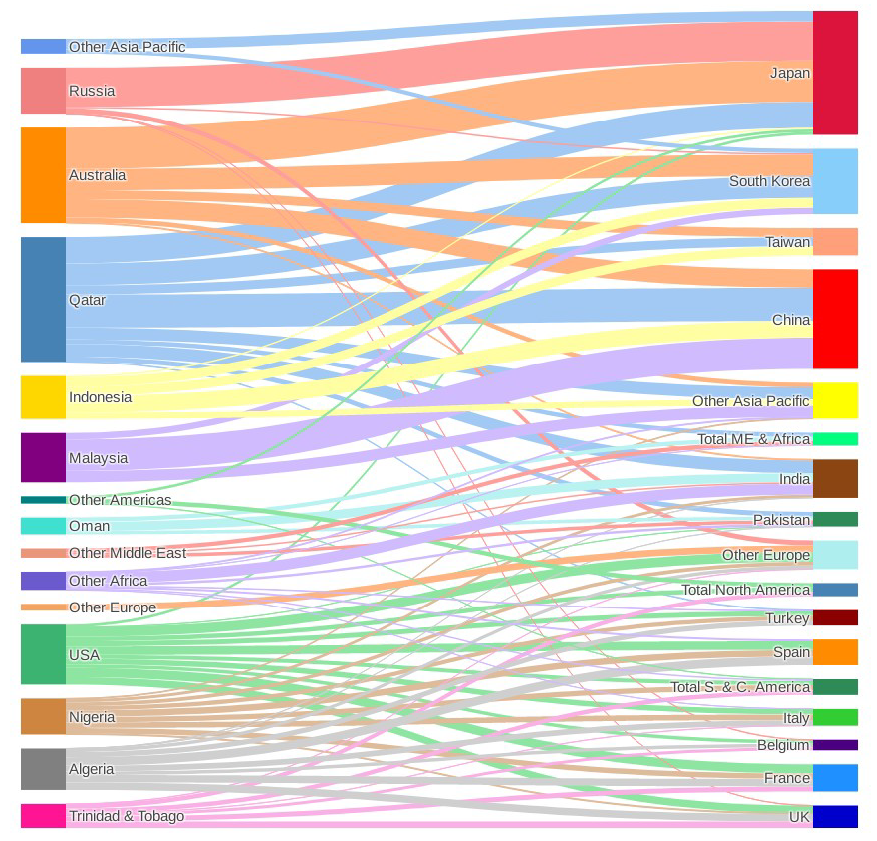 Other Asia Pacific
Russia
Australia
Qatar
Indonesia
Malaysia
Other Americas
Oman
Other Middle East
Other Africa
Other Europe
USA
Nigeria
Algeria
Trinidad & Tobago
Japan
South Korea
Taiwan
China
Other Asia Pacific
Total ME & Africa
India
Pakistan
Other Europe
Total North America
Turkey
Spain
Total S. & C. America
Italy
Belgium
France
UK